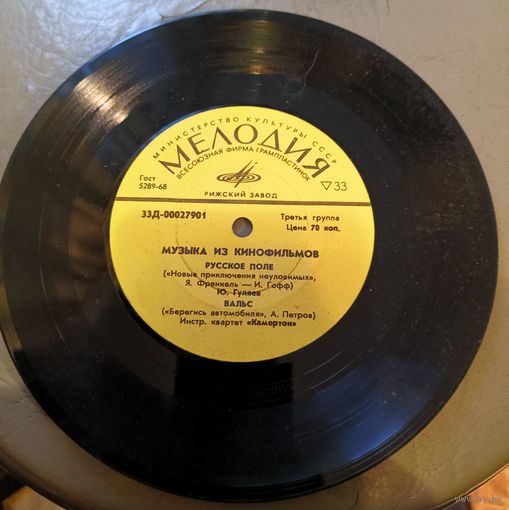 МИНИСТЕРСТВО КУЛЬТУРЫ СССР
МЕЛОДИЯ
ВСЕСОЮЗНАЯ ФИРМА ГРАМПЛАСТИНОК
Гост
5289-68
РИЖСКИЙ ЗАВОД
▽33
33Д-00027901
Третья группа
Цена 70 коп.
МУЗЫКА ИЗ КИНОФИЛЬМОВ
РУССКОЕ ПОЛЕ
(«Новые приключения неуловимых»,
Я. Френкель — И. Гофф)
Ю. Гуляев
ВАЛЬС
(«Берегись автомобиля», А. Петров)
Инстр. квартет «Камертон»
ay.by